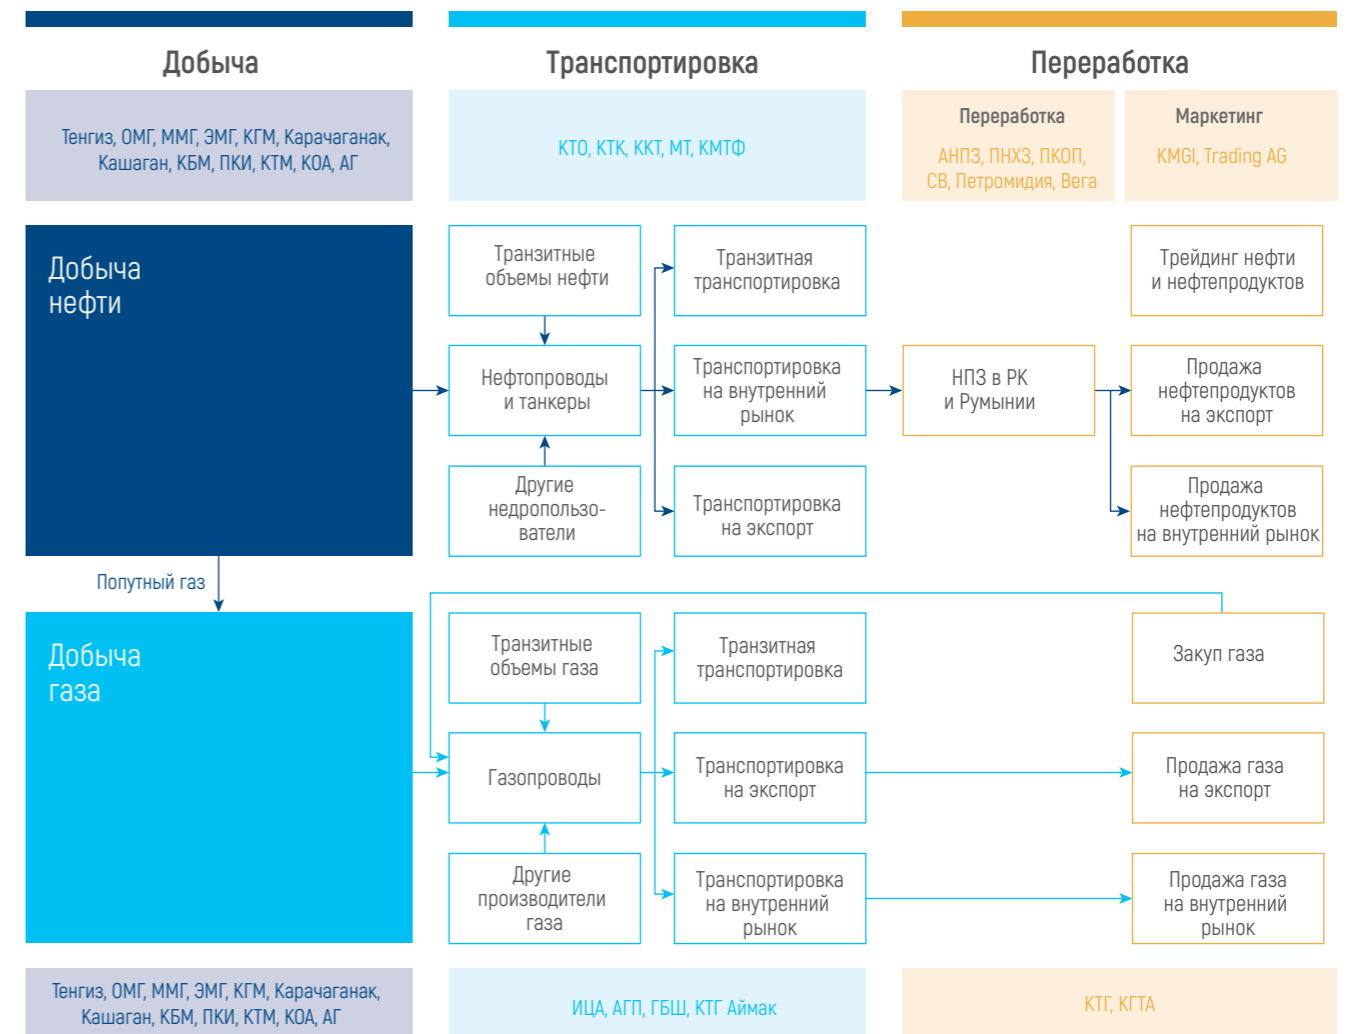 Добыча
Транспортировка
Переработка
Тенгиз, ОМГ, ММГ, ЭМГ, КГМ, Карачаганак,
Кашаган, КБМ, ПКИ, КТМ, КОА, АГ
КТО, КТК, ККТ, МТ, КМТФ
Переработка
АНПЗ, ПНХЗ, ПКОП,
СВ, Петромидия, Вега
Маркетинг
KMGI, Trading AG
Добыча
нефти
Транзитные
объемы нефти
Транзитная
транспортировка
Трейдинг нефти
и нефтепродуктов
Нефтопроводы
и танкеры
Транспортировка
на внутренний
рынок
НПЗ в РК
и Румынии
Продажа
нефтепродуктов
на экспорт
Другие
недропользо-
ватели
Транспортировка
на экспорт
Продажа
нефтепродуктов
на внутренний рынок
Попутный газ
Добыча
газа
Транзитные
объемы газа
Транзитная
транспортировка
Закуп газа
Газопроводы
Транспортировка
на экспорт
Продажа газа
на экспорт
Другие
производители
газа
Транспортировка
на внутренний
рынок
Продажа газа
на внутренний
рынок
Тенгиз, ОМГ, ММГ, ЭМГ, КГМ, Карачаганак,
Кашаган, КБМ, ПКИ, КТМ, КОА, АГ
ИЦА, АГП, ГБШ, КТГ Аймак
КТГ, КГТА